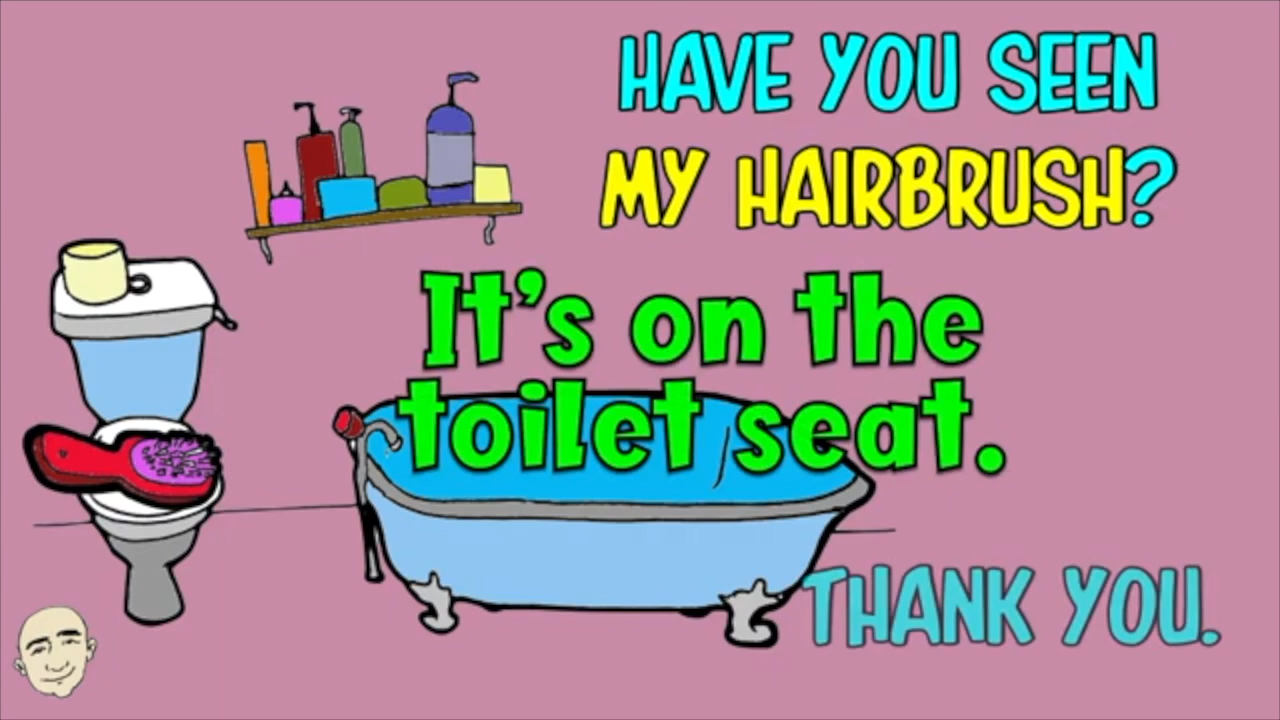 HAVE YOU SEEN
MY HAIRBRUSH?
It's on the
toilet seat.
THANK YOU.